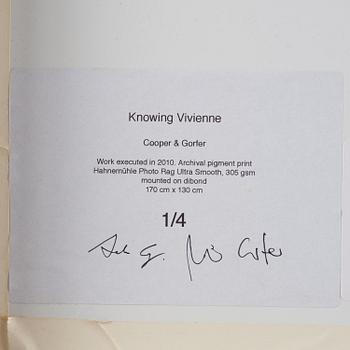 Knowing Vivienne
Cooper & Gorfer
Work executed in 2010. Archival pigment print
Hahnemühle Photo Rag Ultra Smooth, 305 gsm
mounted on dibond
170 cm x 130 cm
1/4